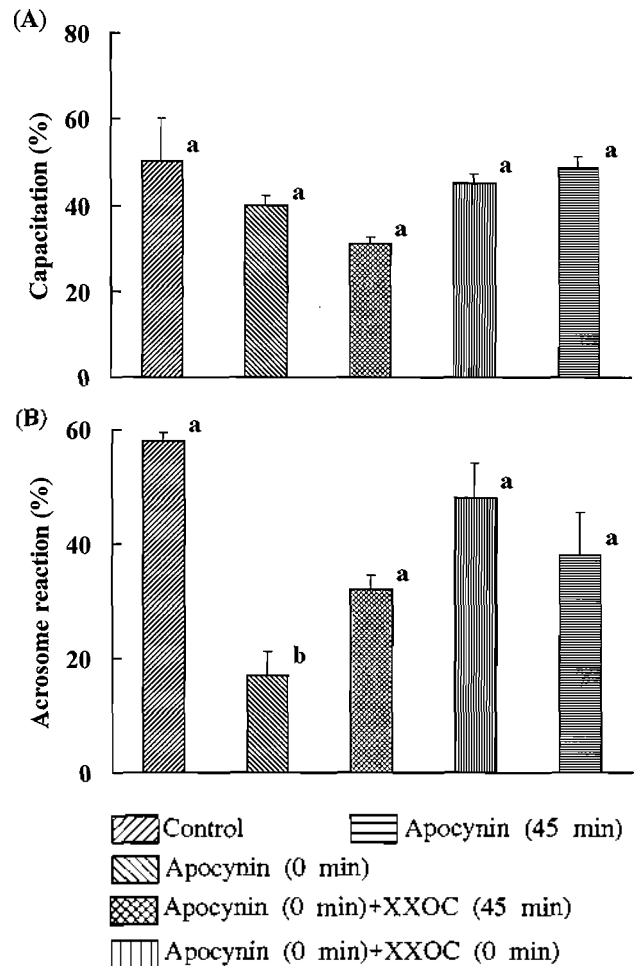 (A)
80
60
40
20
0
Capacitation (%)
a
a
a
a
a
(B)
60
40
20
0
Acrosome reaction (%)
a
b
a
a
a
Control
Apocynin (45 min)
Apocynin (0 min)
Apocynin (0 min)+XXOC (45 min)
Apocynin (0 min)+XXOC (0 min)